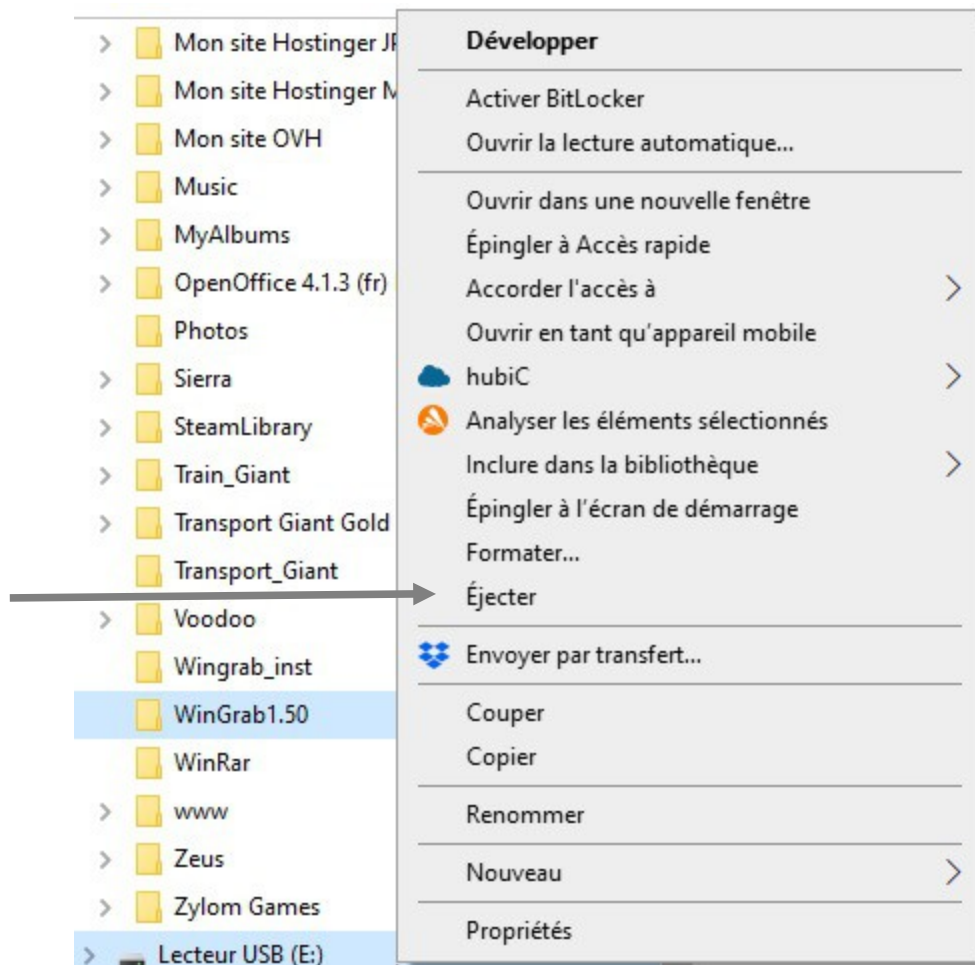 Mon site Hostinger
Mon site Hostinger
Mon site OVH
Music
MyAlbums
OpenOffice 4.1.3 (fr)
Photos
Sierra
SteamLibrary
Train_Giant
Transport Giant Gold
Transport_Giant
Voodoo
Wingrab_inst
WinGrab1.50
WinRar
www
Zeus
Zylom Games
Lecteur USB (E:)
Développer
Activer BitLocker
Ouvrir la lecture automatique...
Ouvrir dans une nouvelle fenêtre
Épingler à Accès rapide
Accorder l'accès à
Ouvrir en tant qu'appareil mobile
hubiC
Analyser les éléments sélectionnés
Inclure dans la bibliothèque
Épingler à l'écran de démarrage
Formater...
Éjecter
Envoyer par transfert...
Couper
Copier
Renommer
Nouveau
Propriétés